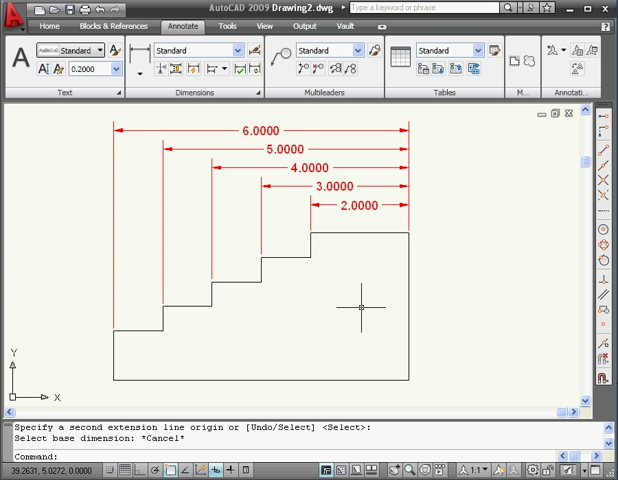 AutoCAD 2009 Drawing2.dwg
Type a keyword or phrase
Home Blocks & References Annotate Tools View Insert Output Vault
Standard Standard Standard Standard
0.2000
Text Dimensions Multileaders Tables M... Annotati...
6.0000
5.0000
4.0000
3.0000
2.0000
Y
X
Specify a second extension line origin or [Undo/Select] <Select>:
Select base dimension: *Cancel*
Command:
39.2631, 5.0272, 0.0000
1:1